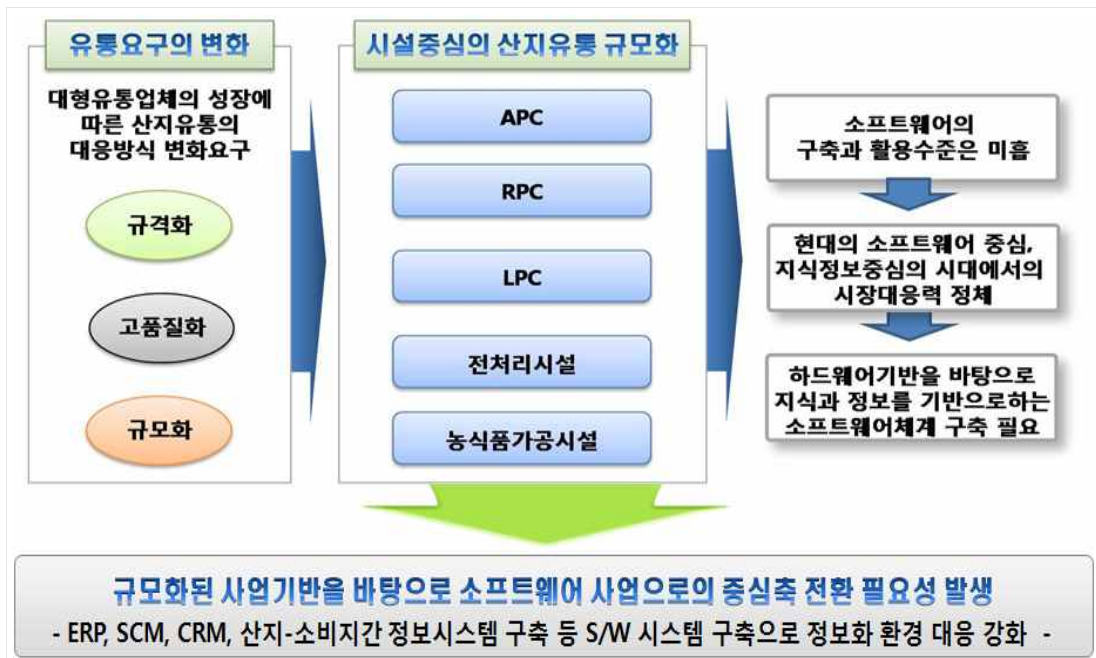 유통요구의 변화
대형유통업체의 성장에
따른 산지유통의
대응방식 변화요구
규격화
고품질화
규모화
시설중심의 산지유통 규모화
APC
RPC
LPC
전처리시설
농식품가공시설
소프트웨어의
구축과 활용수준은 미흡
현대의 소프트웨어 중심,
지식정보중심의 시대에서의
시장대응력 정체
하드웨어기반을 바탕으로
지식과 정보를 기반으로하는
소프트웨어체계 구축 필요
규모화된 사업기반을 바탕으로 소프트웨어 사업으로의 중심축 전환 필요성 발생
- ERP, SCM, CRM, 산지-소비지간 정보시스템 구축 등 S/W 시스템 구축으로 정보화 환경 대응 강화 -